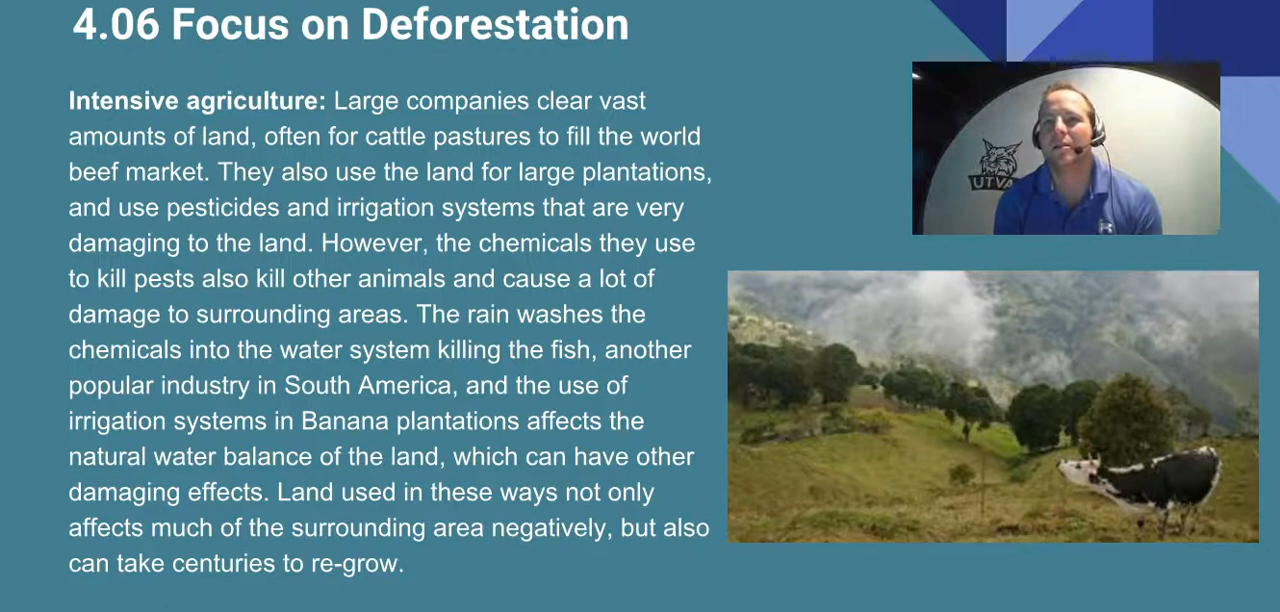 4.06 Focus on Deforestation
Intensive agriculture: Large companies clear vast
amounts of land, often for cattle pastures to fill the world
beef market. They also use the land for large plantations,
and use pesticides and irrigation systems that are very
damaging to the land. However, the chemicals they use
to kill pests also kill other animals and cause a lot of
damage to surrounding areas. The rain washes the
chemicals into the water system killing the fish, another
popular industry in South America, and the use of
irrigation systems in Banana plantations affects the
natural water balance of the land, which can have other
damaging effects. Land used in these ways not only
affects much of the surrounding area negatively, but also
can take centuries to re-grow.
UTVA